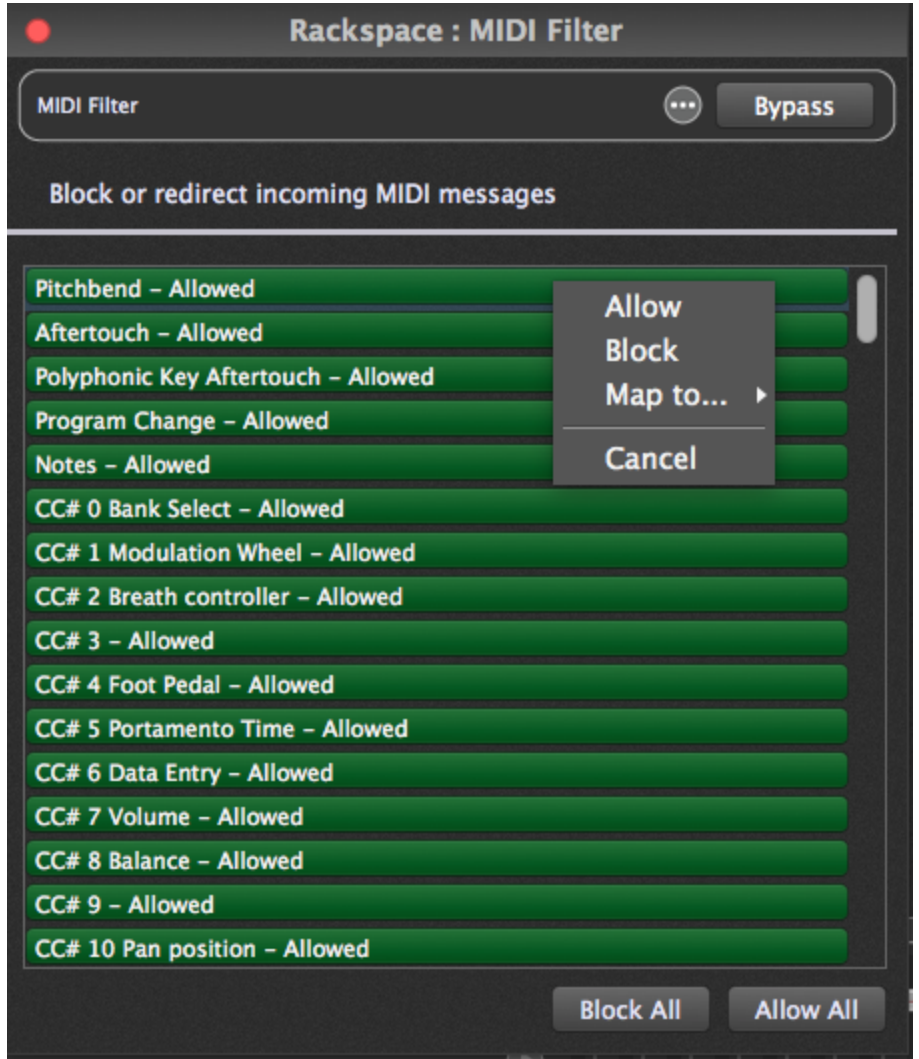 Rackspace : MIDI Filter
MIDI Filter
Bypass
Block or redirect incoming MIDI messages
Pitchbend – Allowed
Aftertouch – Allowed
Polyphonic Key Aftertouch – Allowed
Program Change – Allowed
Notes – Allowed
CC# 0 Bank Select – Allowed
CC# 1 Modulation Wheel – Allowed
CC# 2 Breath controller – Allowed
CC# 3 – Allowed
CC# 4 Foot Pedal – Allowed
CC# 5 Portamento Time – Allowed
CC# 6 Data Entry – Allowed
CC# 7 Volume – Allowed
CC# 8 Balance – Allowed
CC# 9 – Allowed
CC# 10 Pan position – Allowed
Allow
Block
Map to...
Cancel
Block All
Allow All